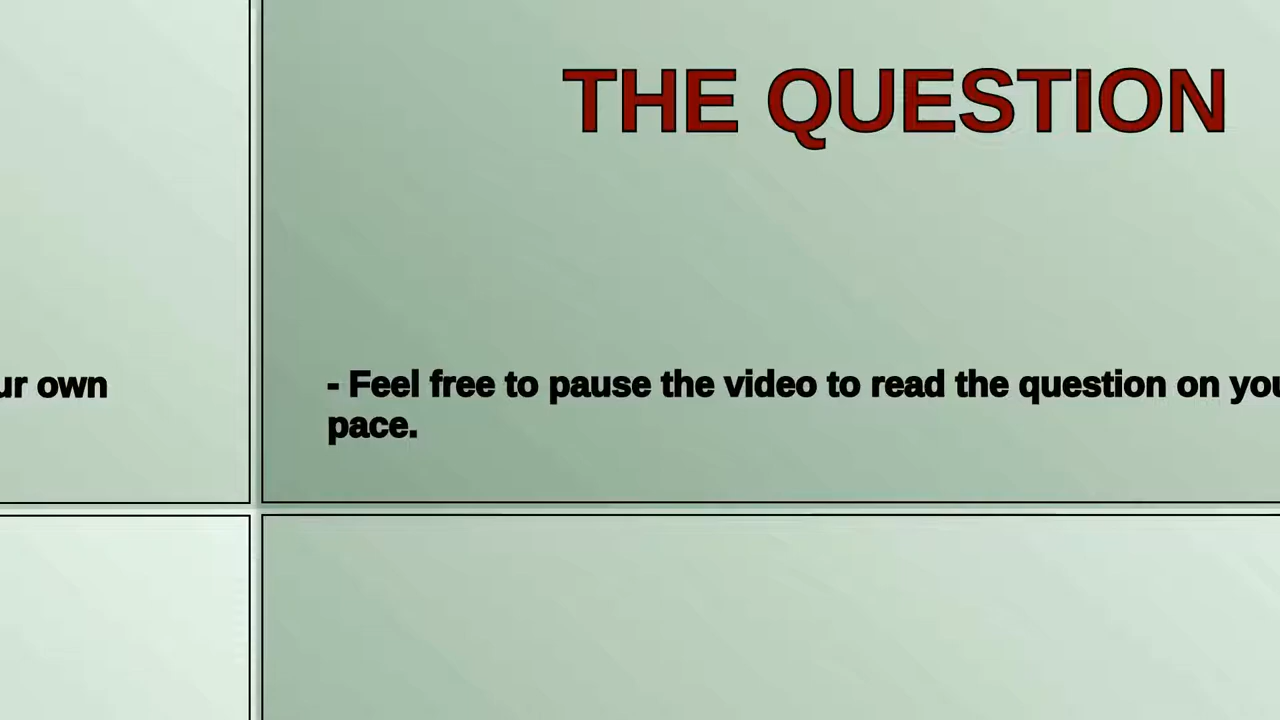 THE QUESTION
ur own
- Feel free to pause the video to read the question on you
pace.